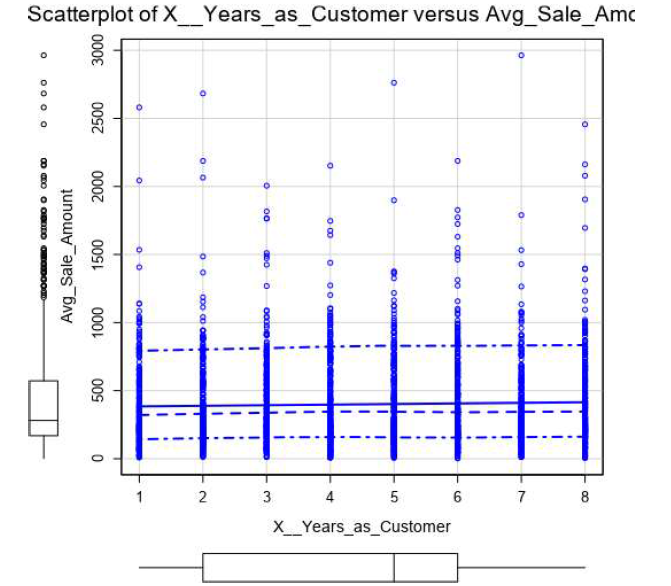 Scatterplot of X__Years_as_Customer versus Avg_Sale_Amo
3000
2500
2000
1500
1000
500
0
Avg_Sale_Amount
1 2 3 4 5 6 7 8
X__Years_as_Customer